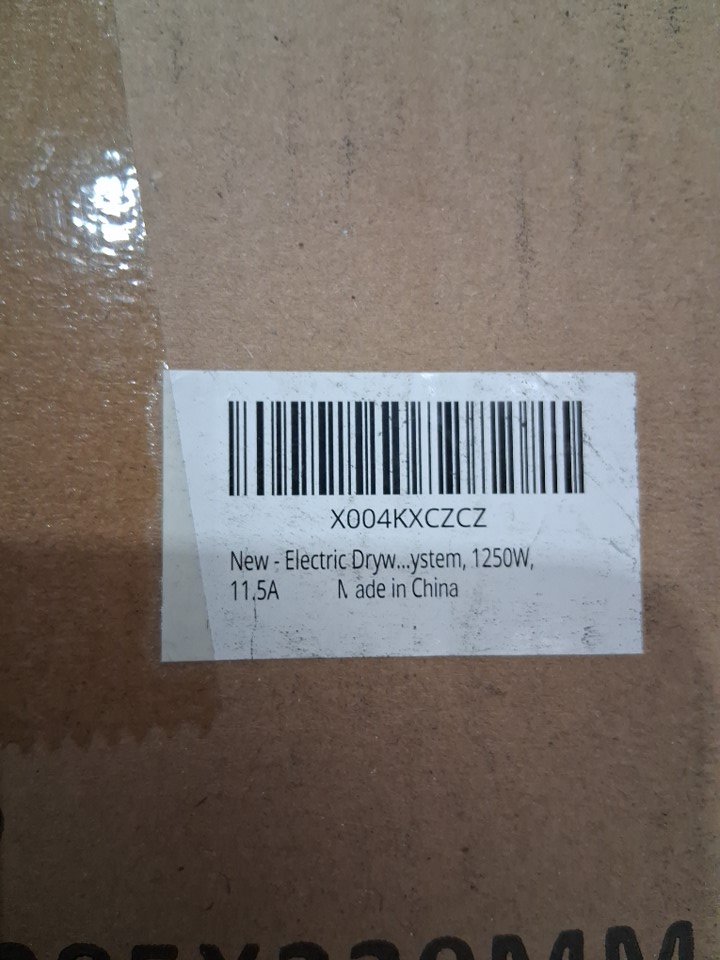 X004KXCZCZ
New - Electric Dryw...ystem, 1250W,
11.5A Made in China